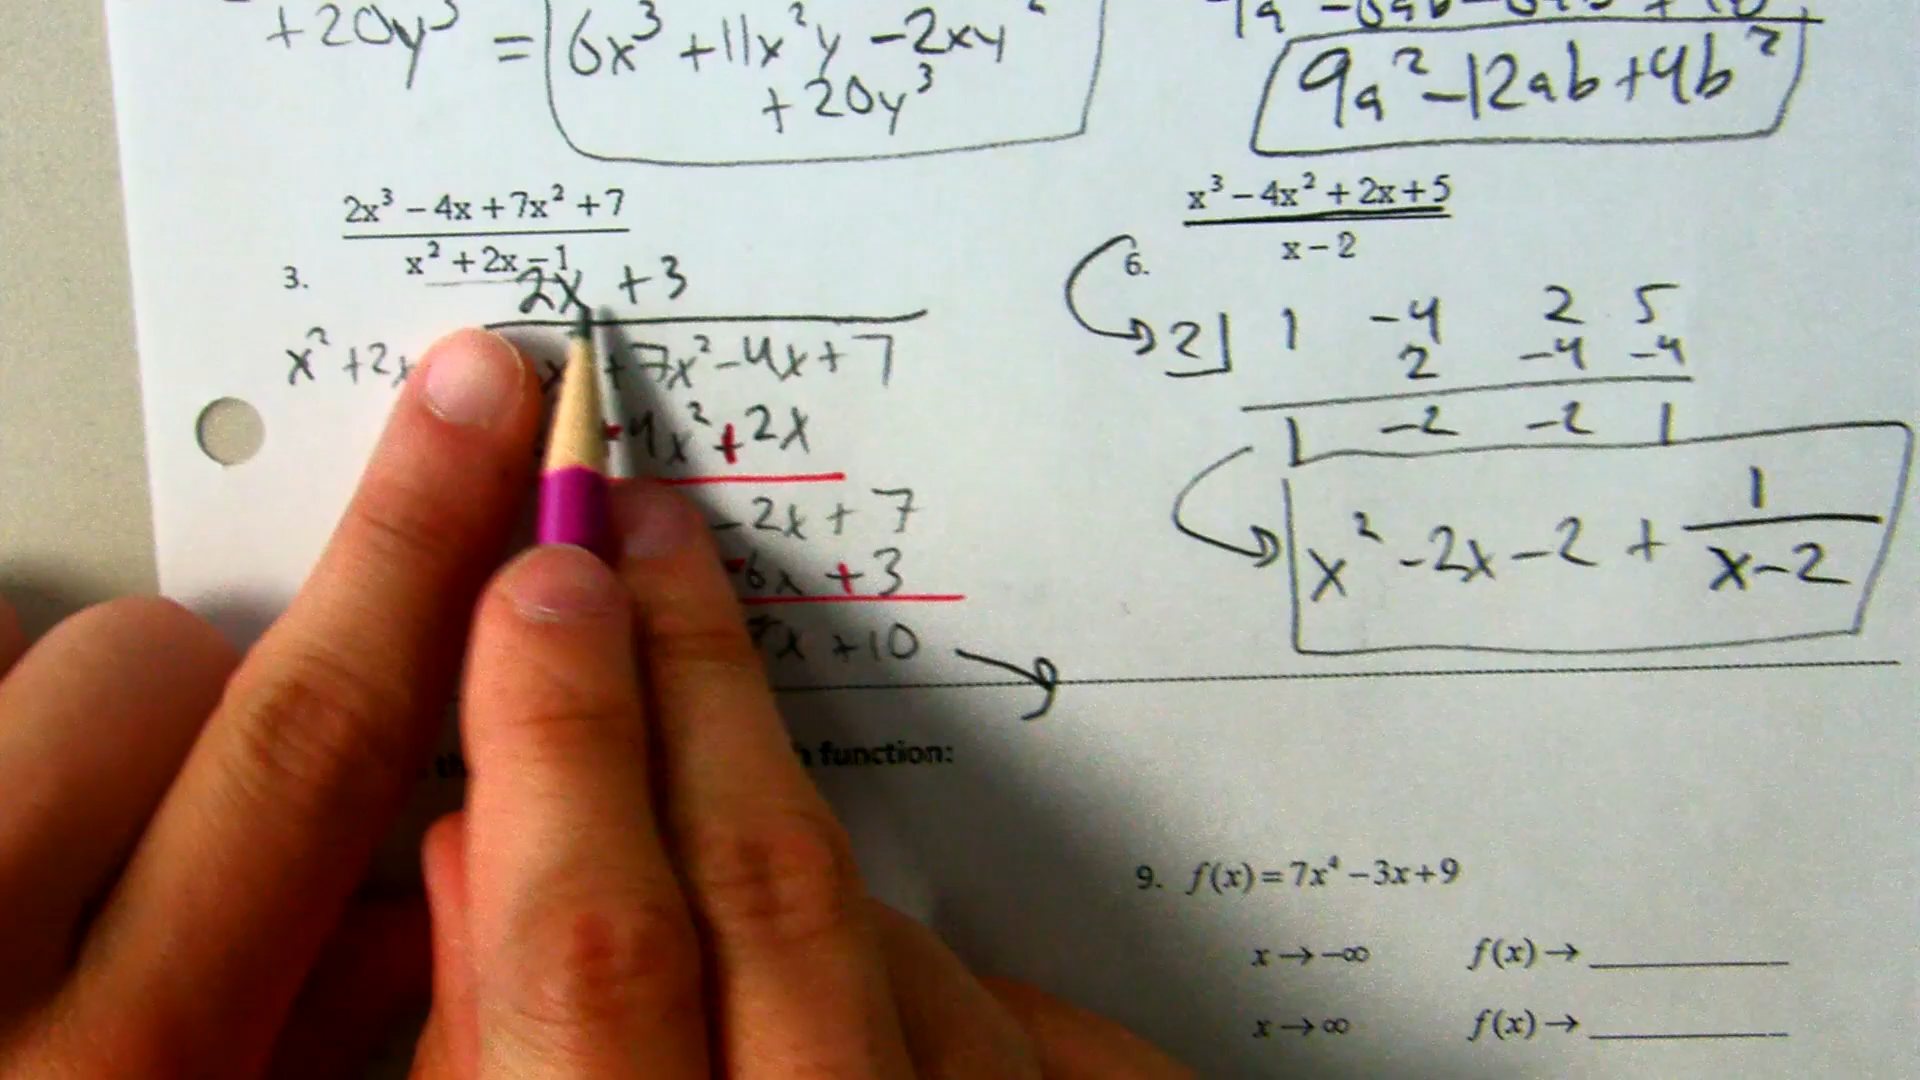 +20y³ = 6x³ +11x²y -2xy²
+20y³
9a² -12ab +4b²
3. 2x³ − 4x + 7x² + 7
x² + 2x − 1
2x +3
x² +2x
+7x² -4x +7
4x² + 2x
-2x + 7
-6x + 3
x +10
function:
6. x³ − 4x² + 2x + 5
x − 2
2 1 -4 2 5
2 -4 -4
1 -2 -2 1
x² -2x -2 + 1
x-2
9. f(x) = 7x⁴ − 3x + 9
x → −∞ f(x) → __________
x → ∞ f(x) → __________